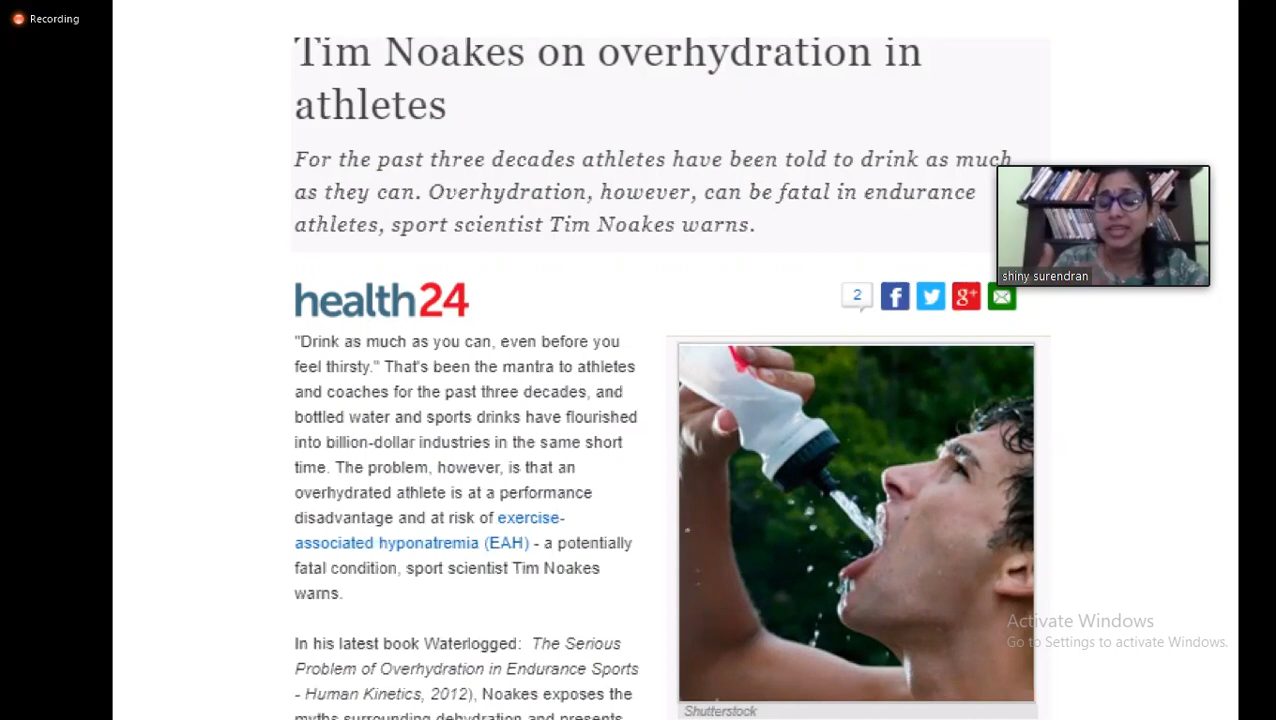 Recording
Tim Noakes on overhydration in
athletes
For the past three decades athletes have been told to drink as much
as they can. Overhydration, however, can be fatal in endurance
athletes, sport scientist Tim Noakes warns.
shiny surendran
health24
2
"Drink as much as you can, even before you
feel thirsty." That's been the mantra to athletes
and coaches for the past three decades, and
bottled water and sports drinks have flourished
into billion-dollar industries in the same short
time. The problem, however, is that an
overhydrated athlete is at a performance
disadvantage and at risk of exercise-
associated hyponatremia (EAH) - a potentially
fatal condition, sport scientist Tim Noakes
warns.
In his latest book Waterlogged: The Serious
Problem of Overhydration in Endurance Sports
- Human Kinetics, 2012), Noakes exposes the
myths surrounding dehydration and presents
Shutterstock
Activate Windows
Go to Settings to activate Windows.